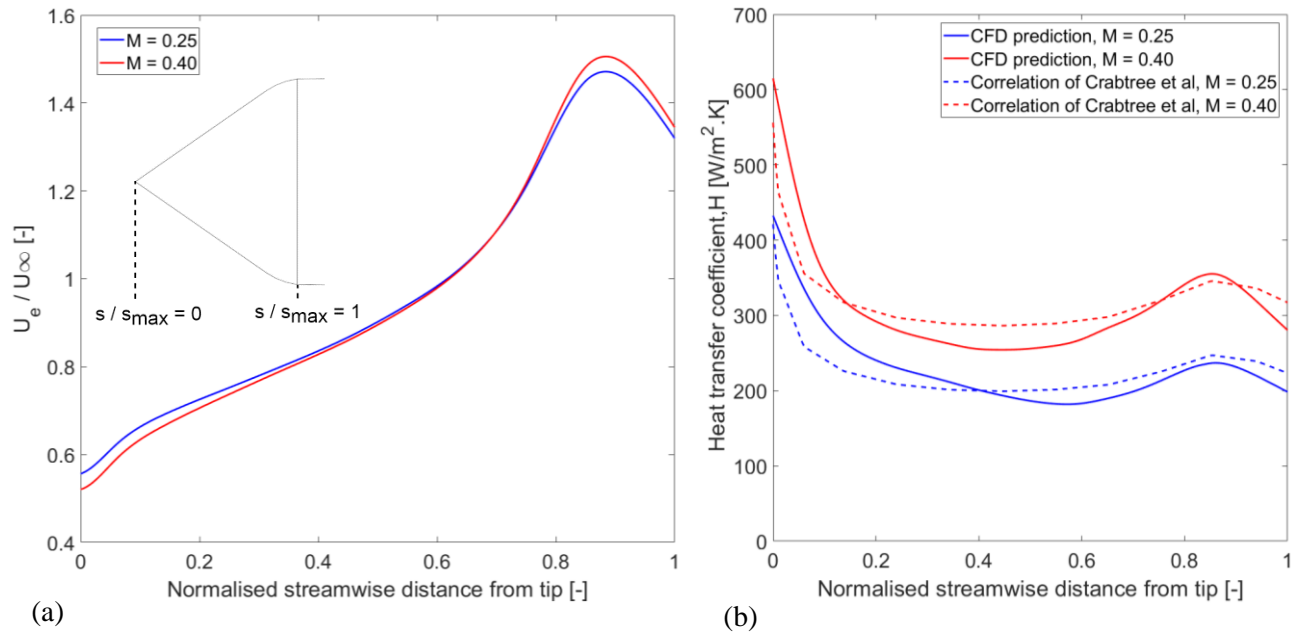 1.6
1.4
1.2
1
0.8
0.6
0.4
U_e / U∞ [-]
M = 0.25
M = 0.40
s / s_max = 0
s / s_max = 1
0
0.2
0.4
0.6
0.8
1
Normalised streamwise distance from tip [-]
(a)
700
600
500
400
300
200
100
0
Heat transfer coefficient,H [W/m².K]
CFD prediction, M = 0.25
CFD prediction, M = 0.40
Correlation of Crabtree et al, M = 0.25
Correlation of Crabtree et al, M = 0.40
0
0.2
0.4
0.6
0.8
1
Normalised streamwise distance from tip [-]
(b)